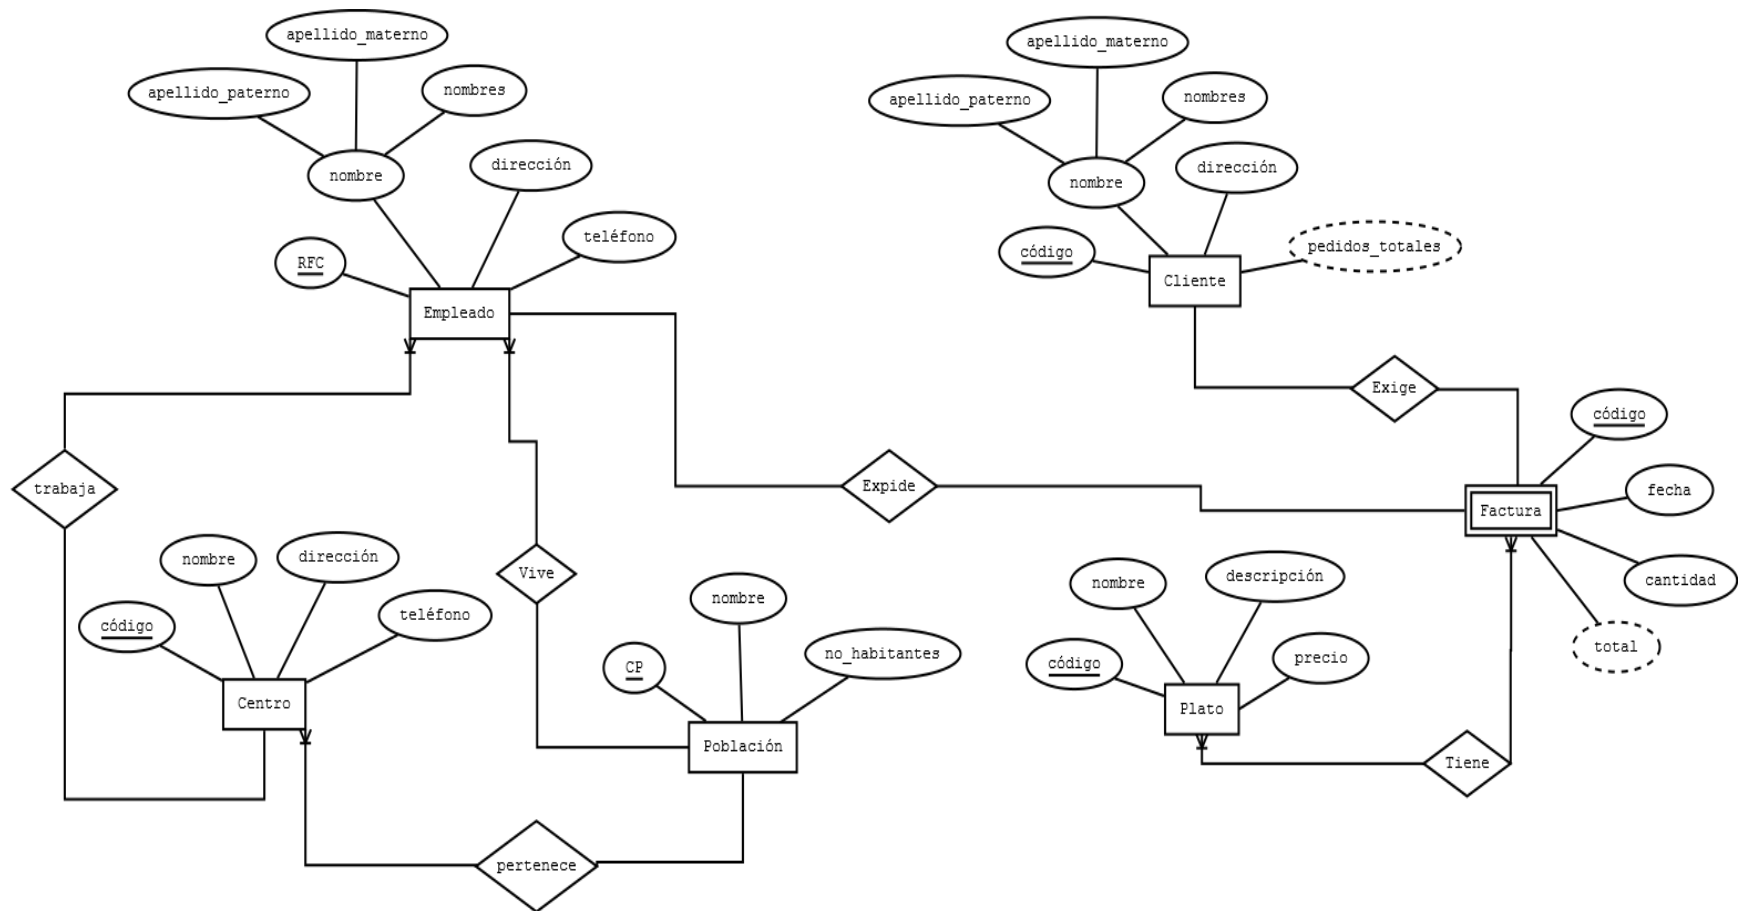 apellido_materno
apellido_paterno
nombres
nombre
dirección
teléfono
RFC
Empleado
apellido_materno
apellido_paterno
nombres
nombre
dirección
código
pedidos_totales
Cliente
Exige
código
fecha
Factura
cantidad
total
Expide
trabaja
Vive
nombre
dirección
código
teléfono
Centro
nombre
CP
no_habitantes
Población
pertenece
nombre
descripción
código
precio
Plato
Tiene